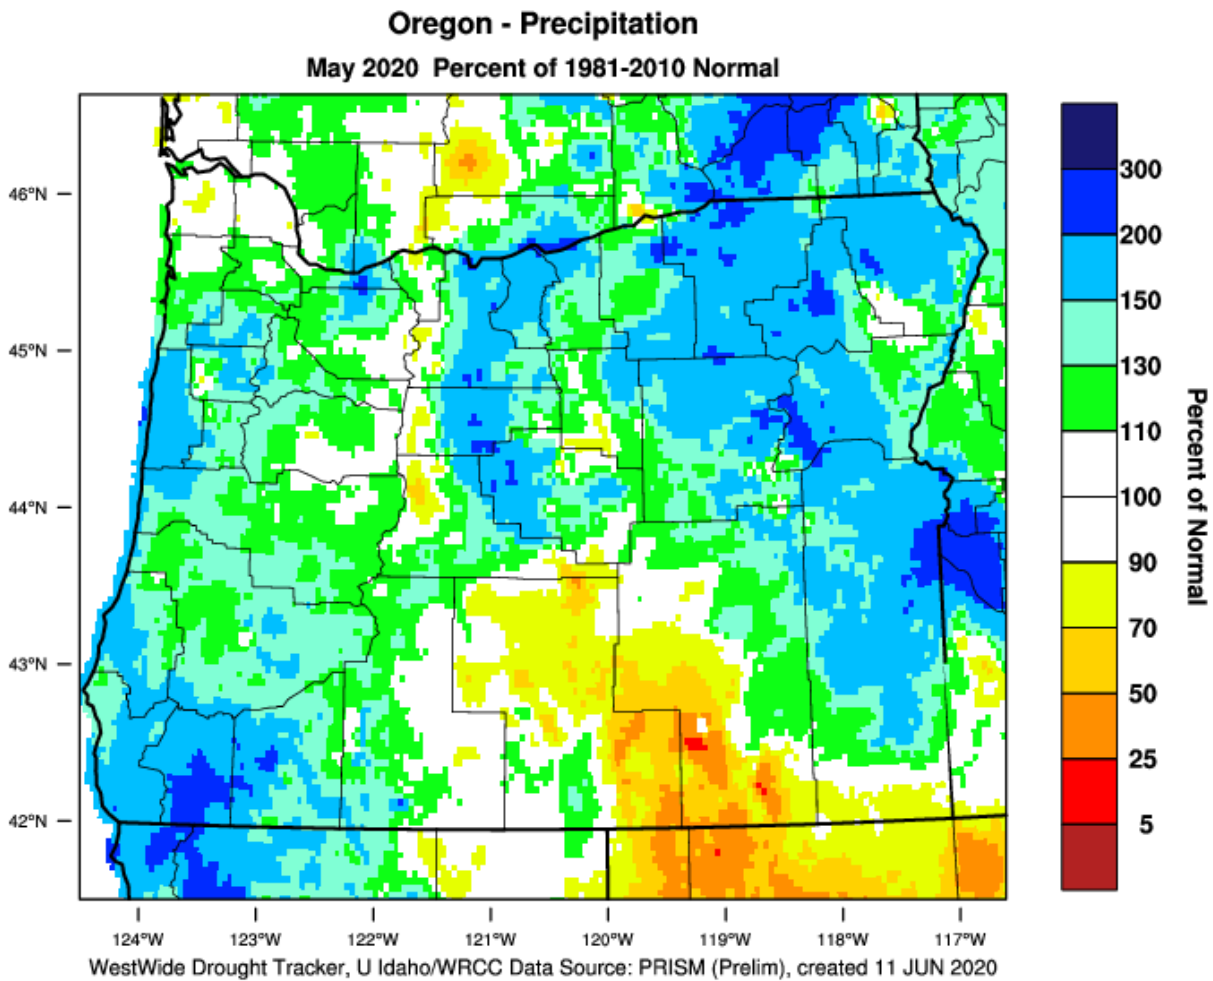 Oregon - Precipitation
May 2020 Percent of 1981-2010 Normal
46°N
45°N
44°N
43°N
42°N
124°W 123°W 122°W 121°W 120°W 119°W 118°W 117°W
300
200
150
130
110
100
90
70
50
25
5
Percent of Normal
WestWide Drought Tracker, U Idaho/WRCC Data Source: PRISM (Prelim), created 11 JUN 2020